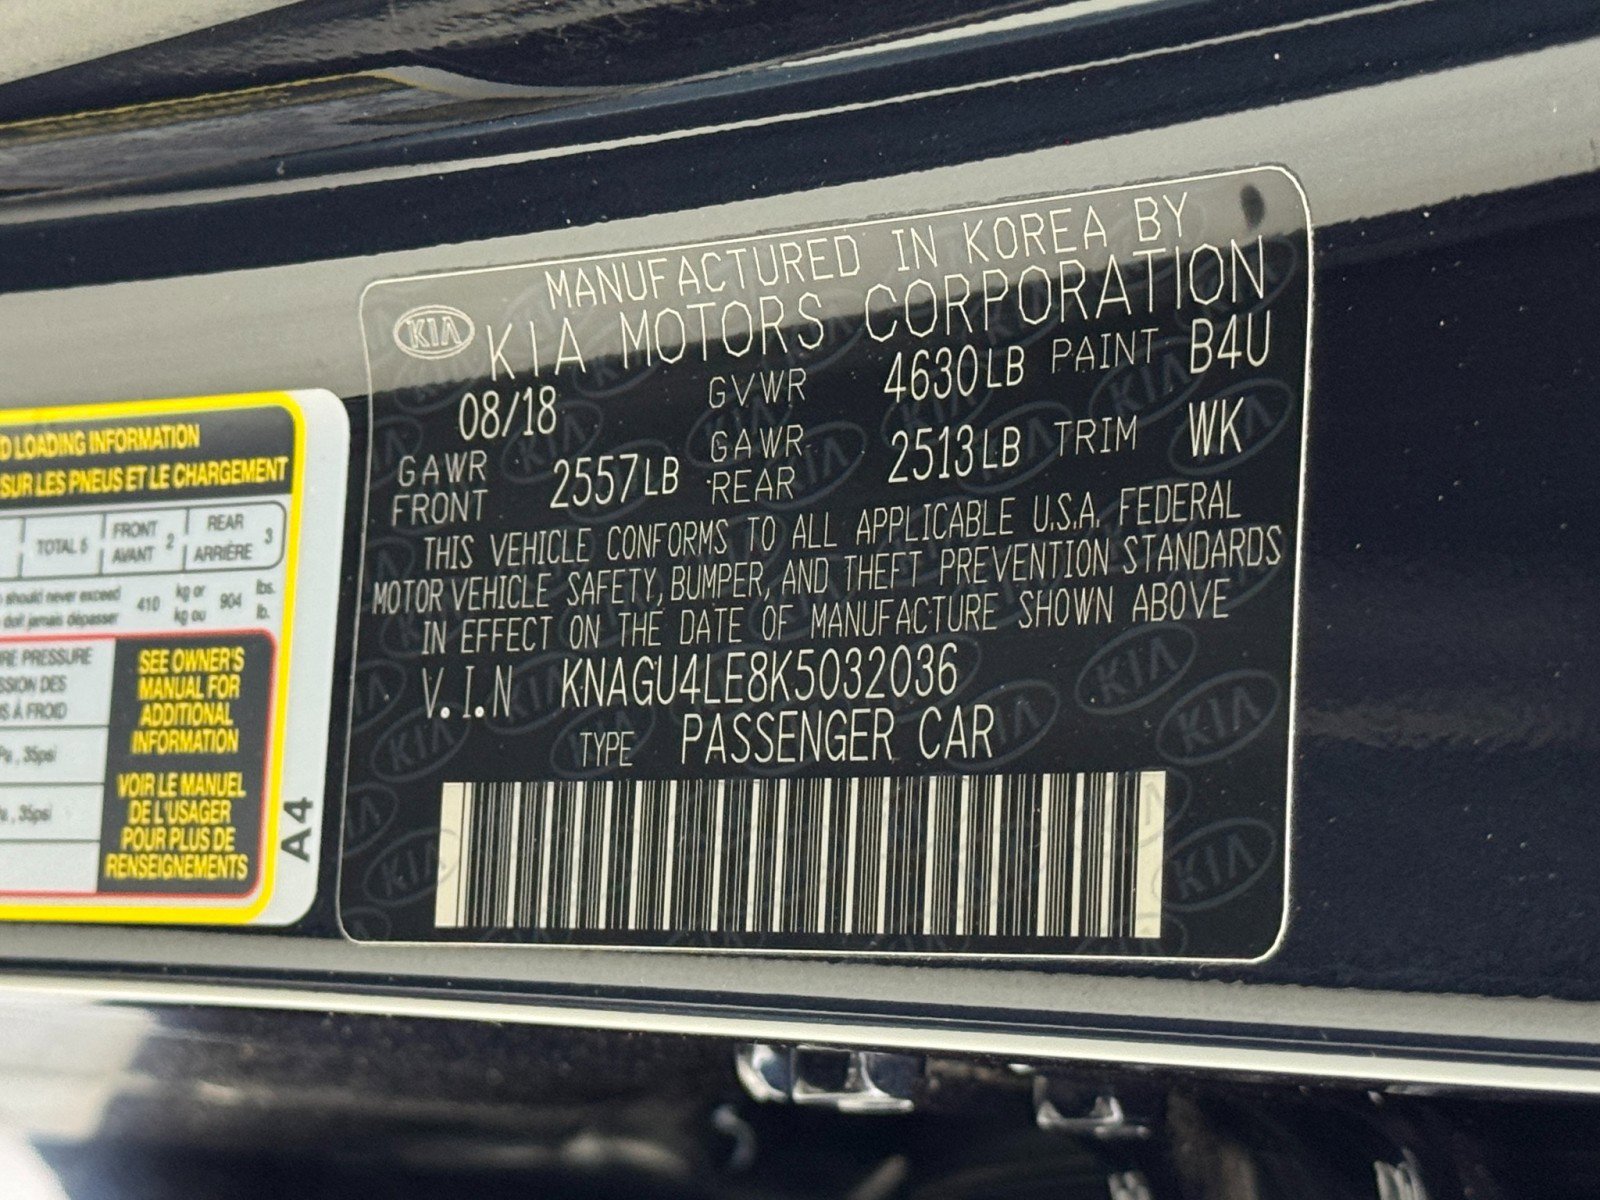 MANUFACTURED IN KOREA BY
KIA KIA MOTORS CORPORATION
08/18 GVWR 4630LB PAINT B4U
GAWR FRONT 2557LB GAWR REAR 2513LB TRIM WK
THIS VEHICLE CONFORMS TO ALL APPLICABLE U.S.A. FEDERAL
MOTOR VEHICLE SAFETY, BUMPER, AND THEFT PREVENTION STANDARDS
IN EFFECT ON THE DATE OF MANUFACTURE SHOWN ABOVE
V.I.N KNAGU4LE8K5032036
TYPE PASSENGER CAR
LOADING INFORMATION
SUR LES PNEUS ET LE CHARGEMENT
TOTAL 5 FRONT AVANT 2 REAR ARRIÈRE 3
should never exceed 410 kg or 904 lbs.
doit jamais dépasser kg ou lb.
PRESSURE
DES
À FROID
35psi
35psi
SEE OWNER'S
MANUAL FOR
ADDITIONAL
INFORMATION
VOIR LE MANUEL
DE L'USAGER
POUR PLUS DE
RENSEIGNEMENTS
A4